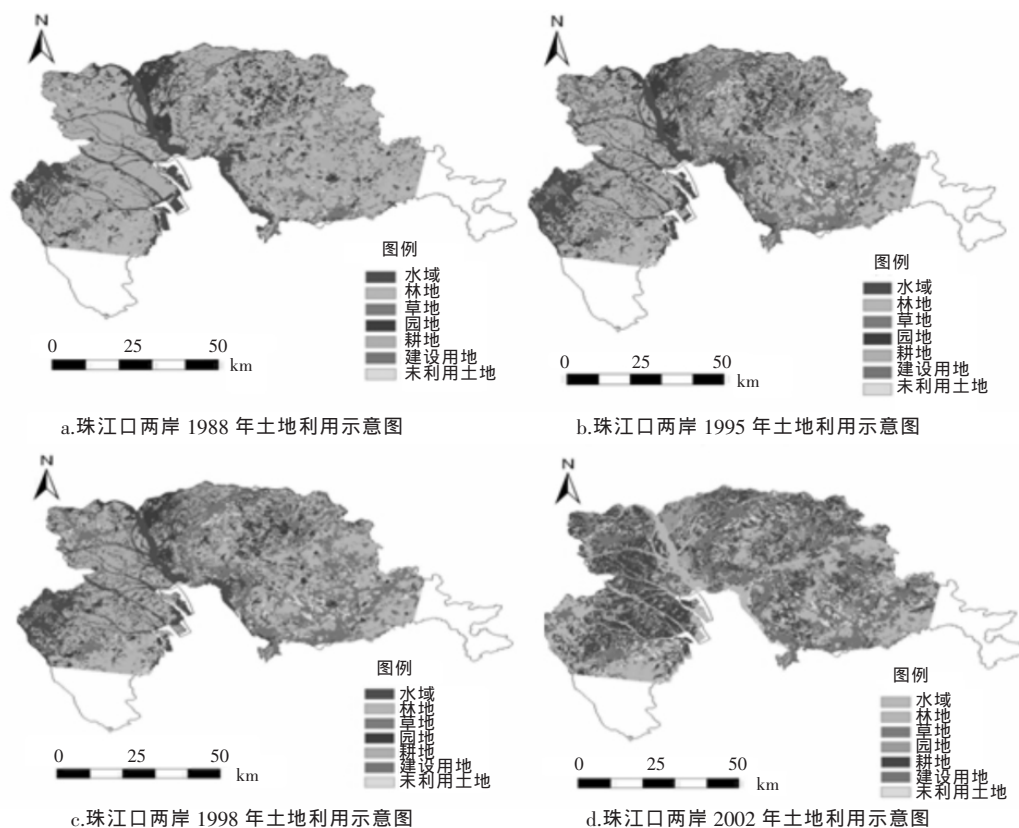 N
图例
水域
林地
草地
园地
耕地
建设用地
未利用土地
0 25 50
km
a.珠江口两岸 1988 年土地利用示意图
N
图例
水域
林地
草地
园地
耕地
建设用地
未利用土地
0 25 50
km
b.珠江口两岸 1995 年土地利用示意图
N
图例
水域
林地
草地
园地
耕地
建设用地
未利用土地
0 25 50
km
c.珠江口两岸 1998 年土地利用示意图
N
图例
水域
林地
草地
园地
耕地
建设用地
未利用土地
0 25 50
km
d.珠江口两岸 2002 年土地利用示意图